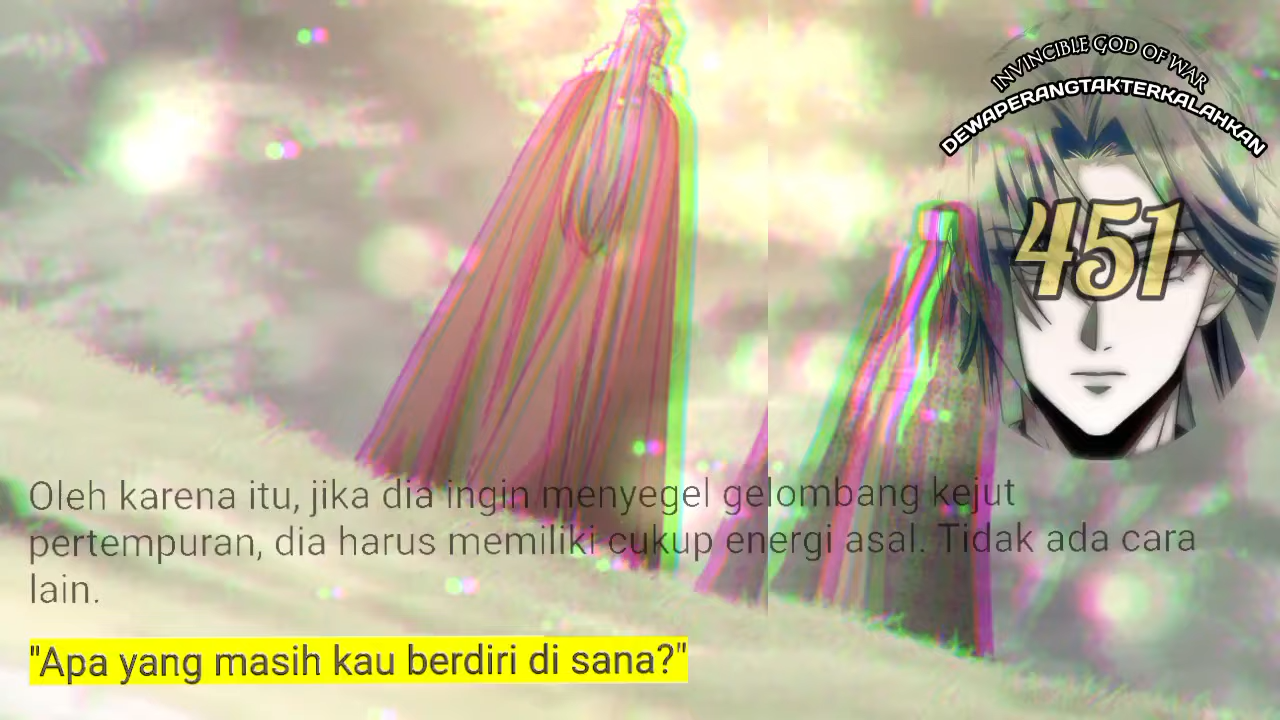 INVINCIBLE GOD OF WAR
DEWAPERANGTAKTERKALAHKAN
451
Oleh karena itu, jika dia ingin menyegel gelombang kejut
pertempuran, dia harus memiliki cukup energi asal. Tidak ada cara
lain.
"Apa yang masih kau berdiri di sana?"